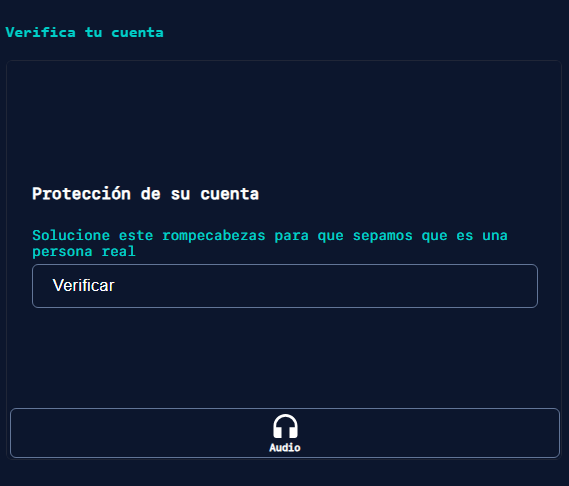 Verifica tu cuenta
Protección de su cuenta
Solucione este rompecabezas para que sepamos que es una
persona real
Verificar
Audio